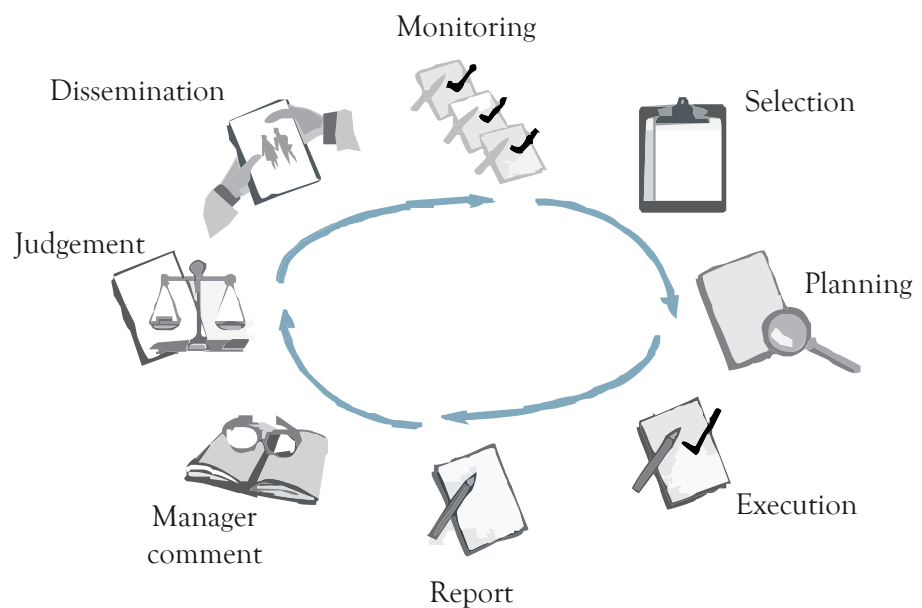 Monitoring
Dissemination
Selection
Judgement
Planning
Execution
Manager
comment
Report